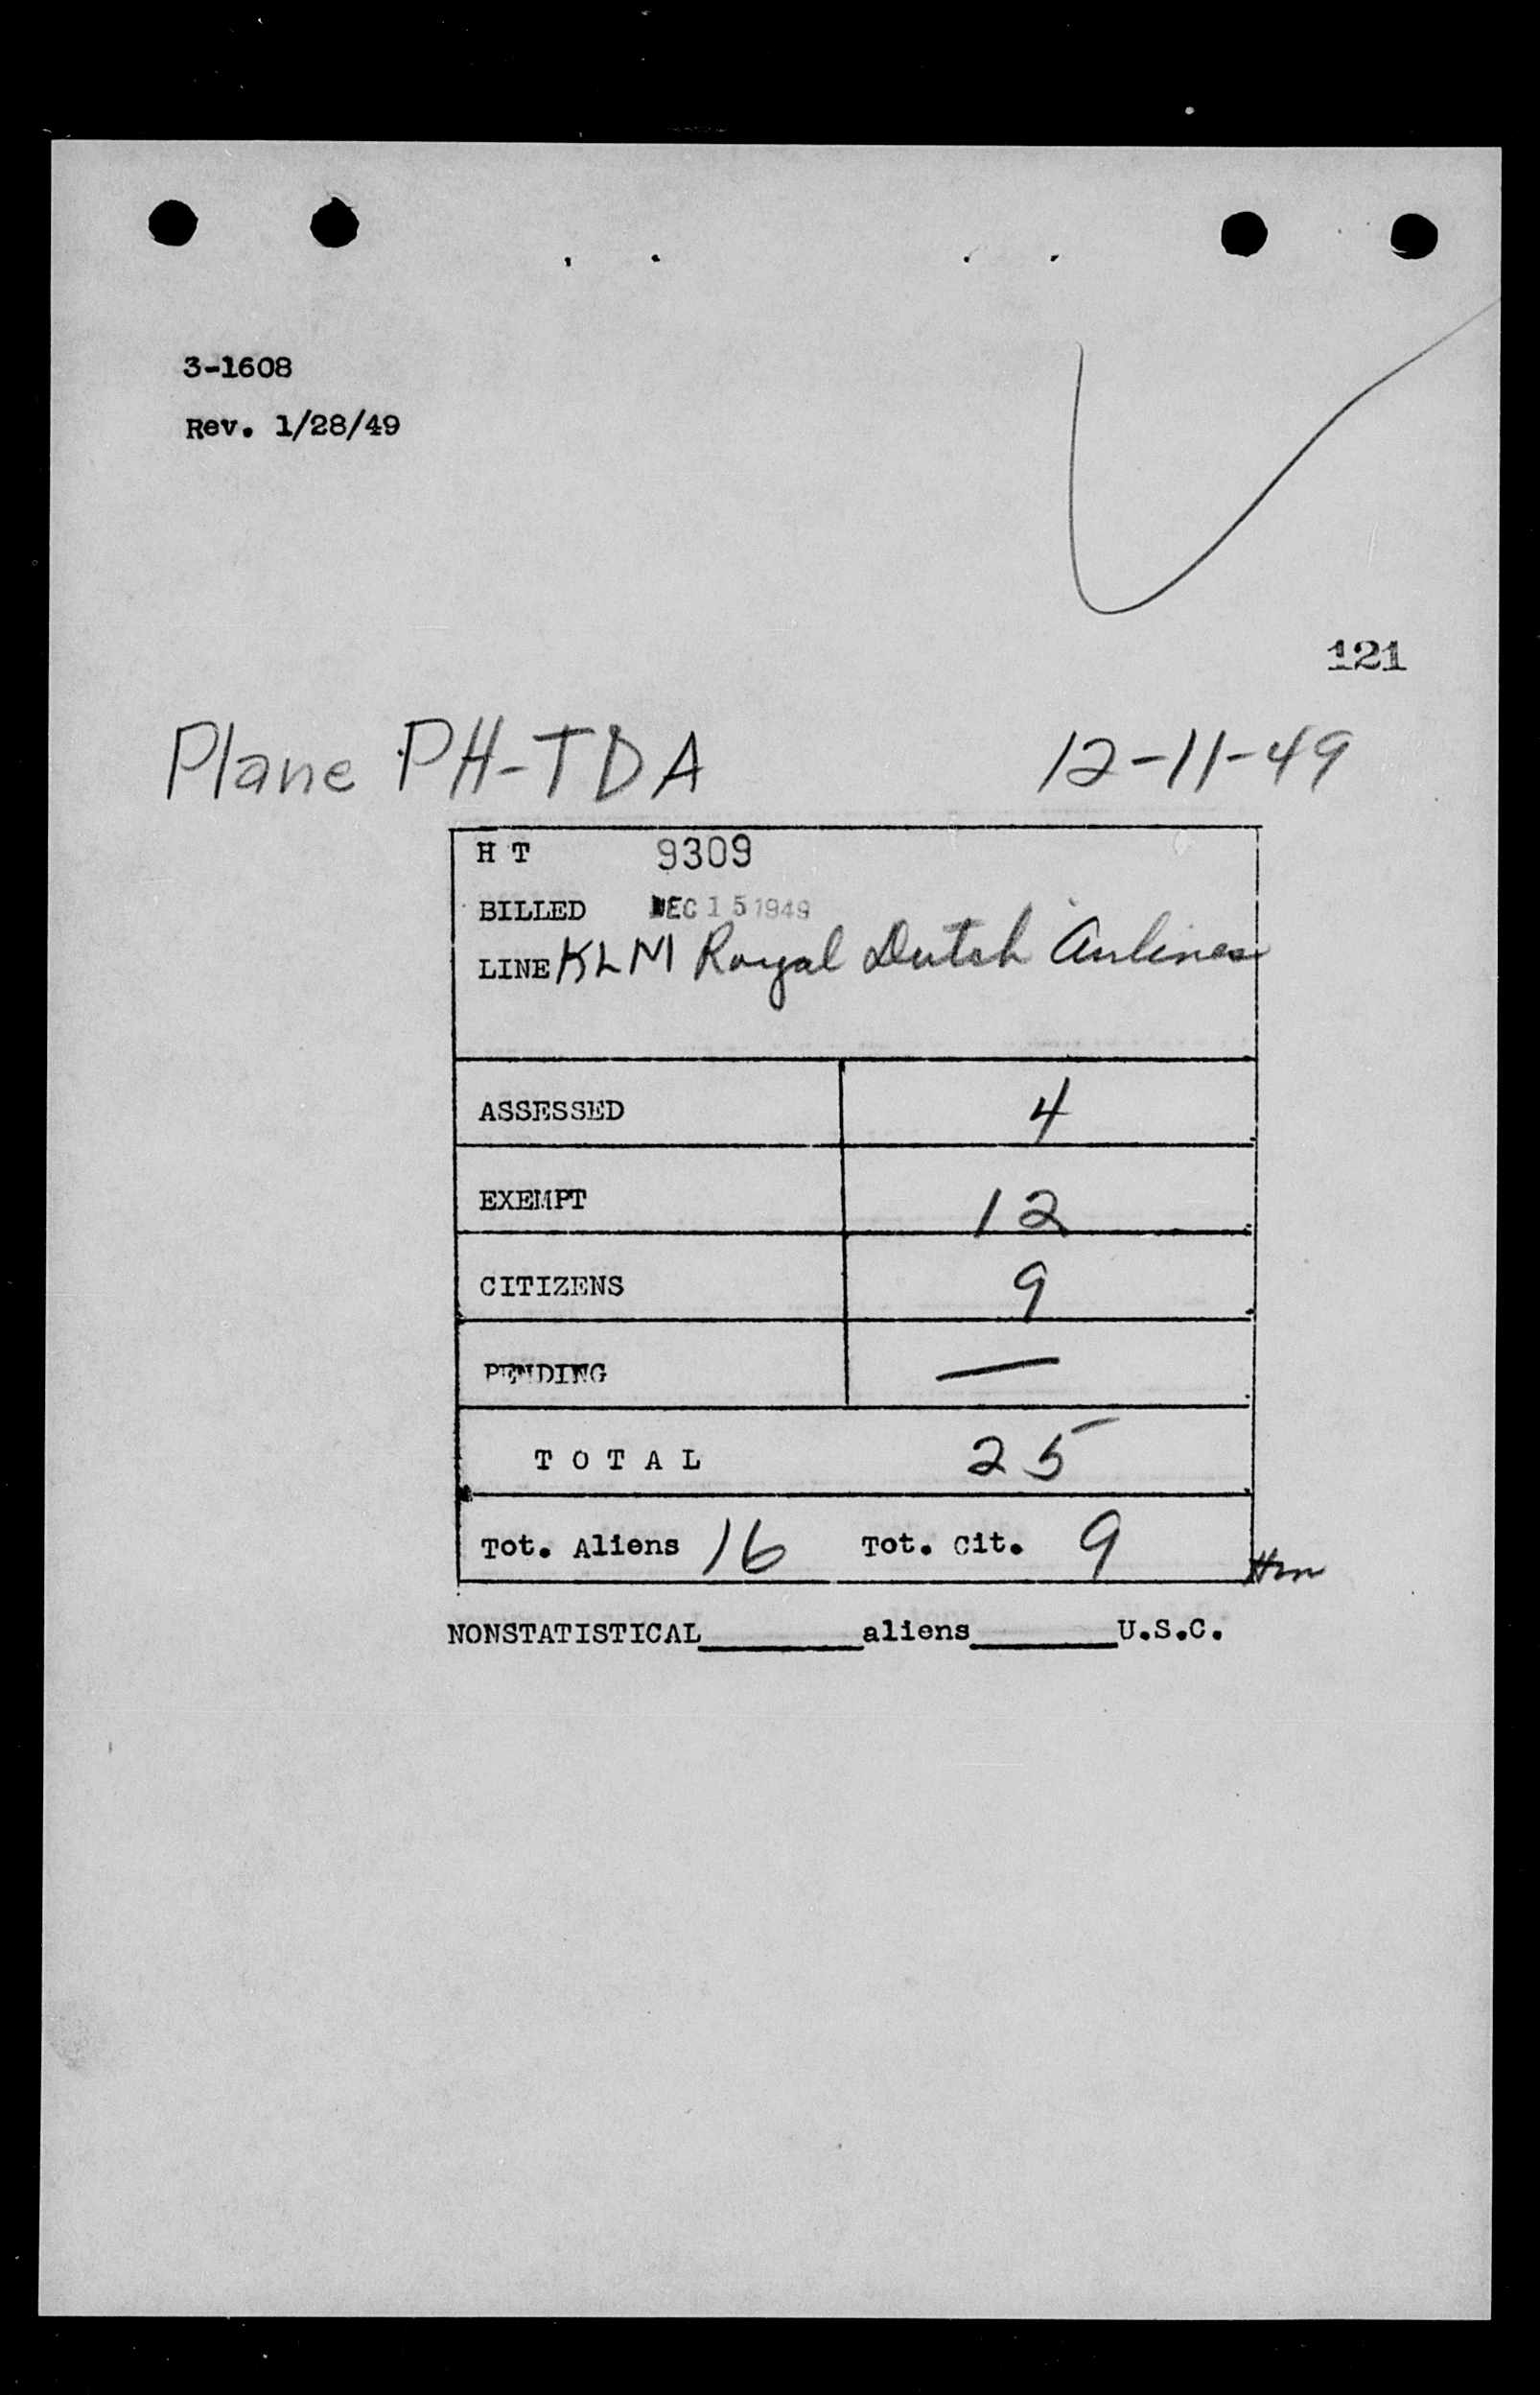 3-1608
Rev. 1/28/49
121
Plane PH-TDA 12-11-49
H T 9309
BILLED DEC 15 1949
LINE KLM Royal Dutch Airlines
ASSESSED 4
EXEMPT 12
CITIZENS 9
PENDING —
TOTAL 25
Tot. Aliens 16 Tot. Cit. 9
NONSTATISTICAL________aliens________U.S.C.